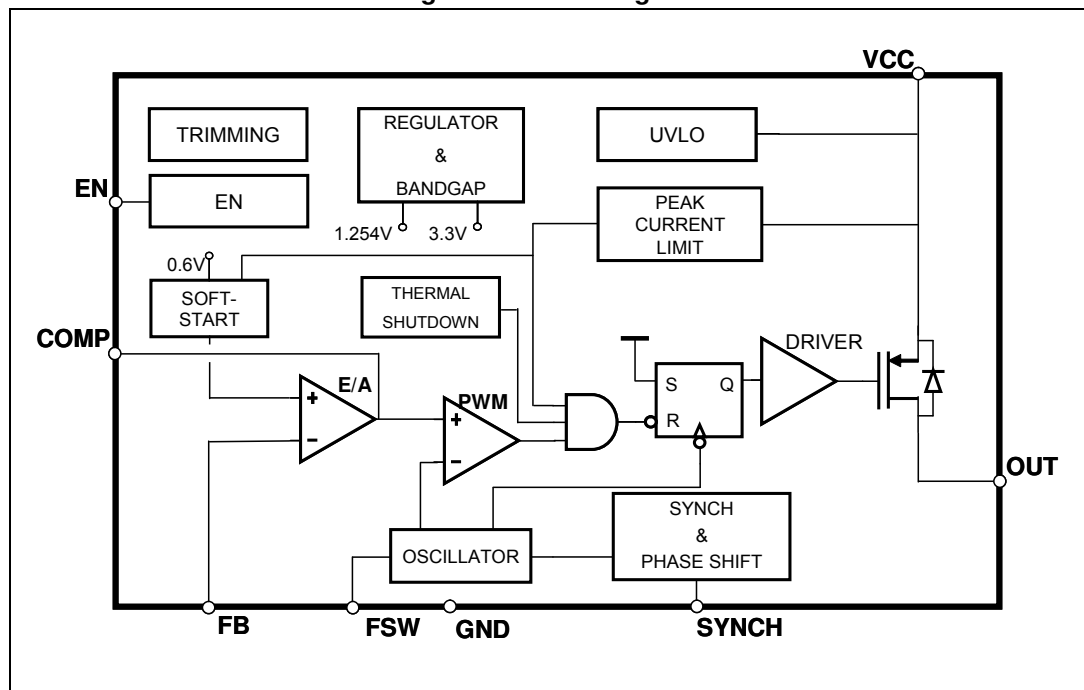 VCC
TRIMMING
REGULATOR
&
BANDGAP
UVLO
EN
EN
PEAK
CURRENT
LIMIT
1.254V
3.3V
0.6V
SOFT-
START
THERMAL
SHUTDOWN
COMP
DRIVER
E/A
+
−
PWM
+
−
S
Q
R
OUT
SYNCH
&
PHASE SHIFT
OSCILLATOR
FB
FSW
GND
SYNCH